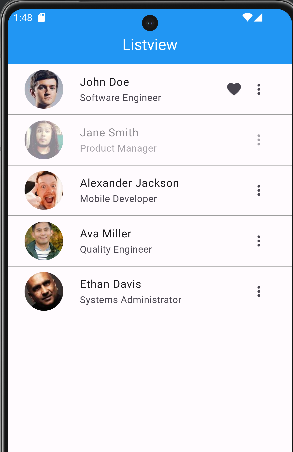 1:48
Listview
John Doe
Software Engineer
Jane Smith
Product Manager
Alexander Jackson
Mobile Developer
Ava Miller
Quality Engineer
Ethan Davis
Systems Administrator